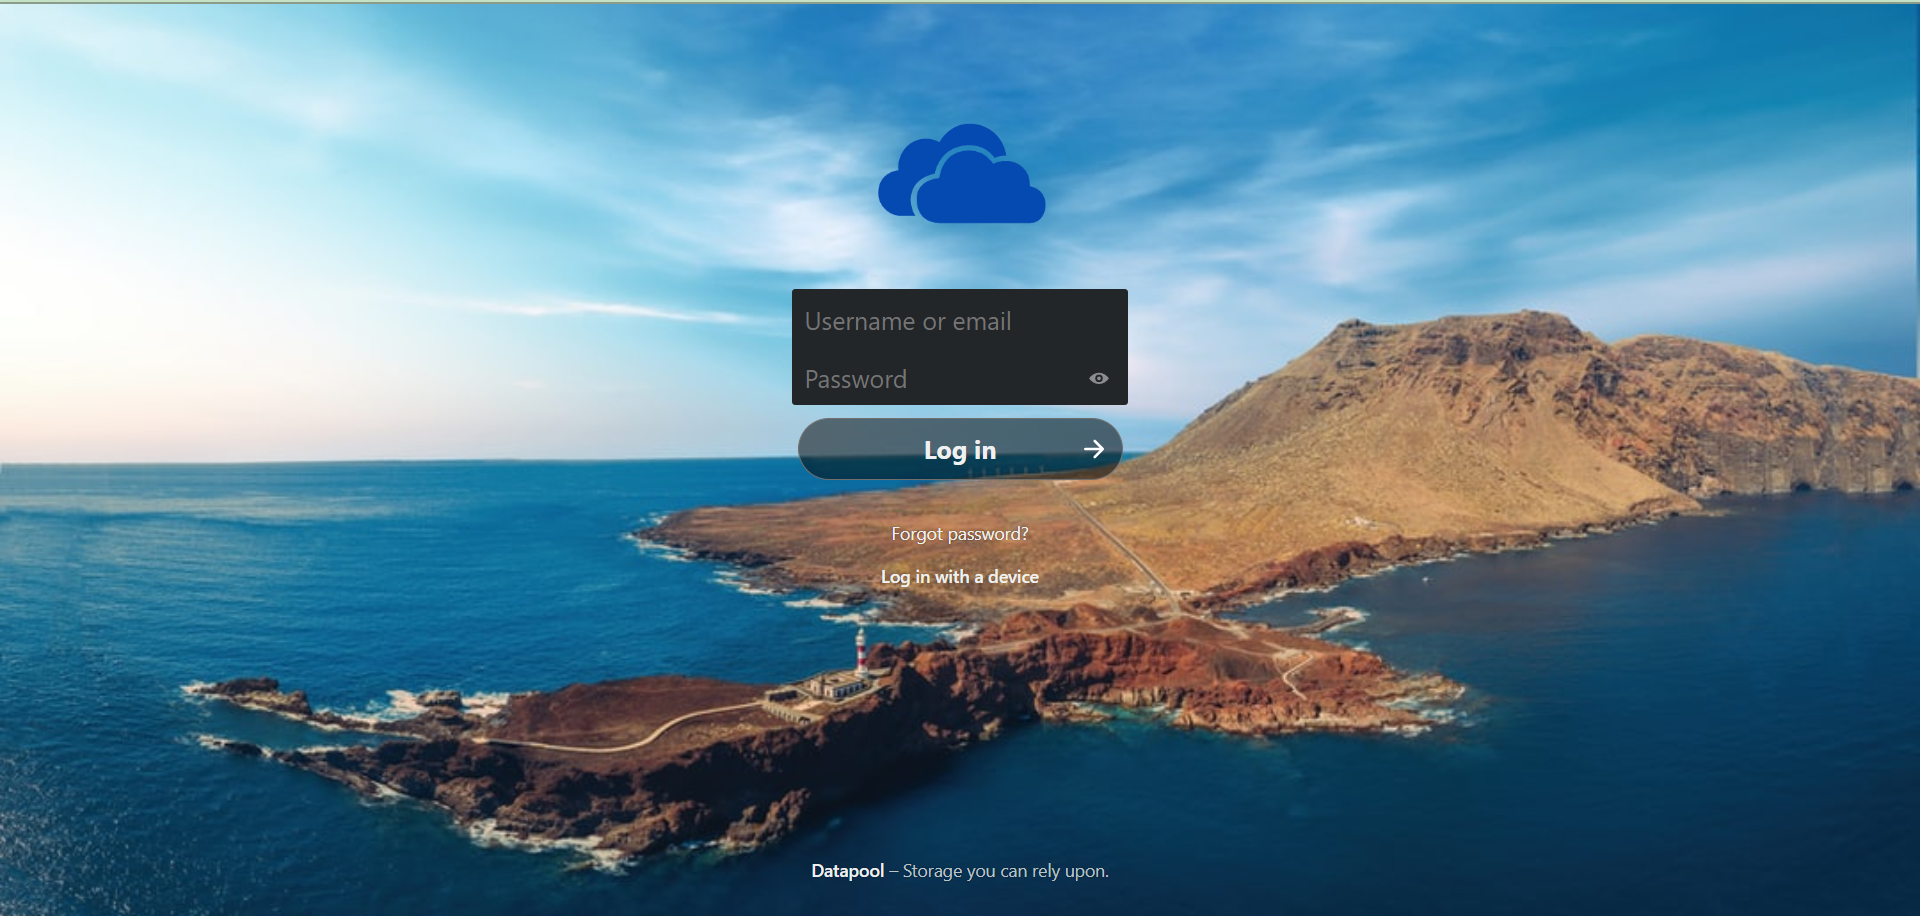 Username or email
Password
Log in
Forgot password?
Log in with a device
Datapool – Storage you can rely upon.